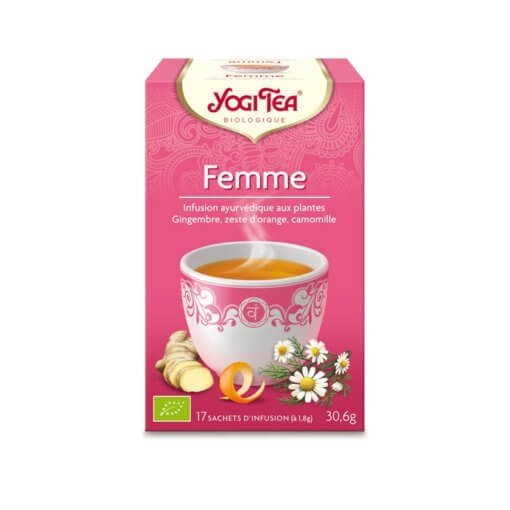 Femme
YOGI TEA®
BIOLOGIQUE
Femme
Infusion ayurvédique aux plantes
Gingembre, zeste d'orange, camomille
17 SACHETS D'INFUSION (à 1,8g) 30,6g